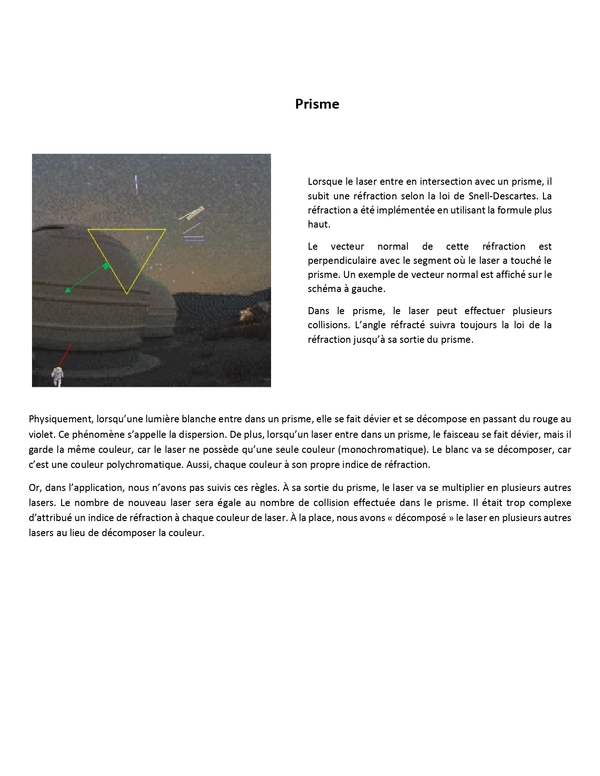 Prisme
Lorsque le laser entre en intersection avec un prisme, il
subit une réfraction selon la loi de Snell-Descartes. La
réfraction a été implémentée en utilisant la formule plus
haut.
Le vecteur normal de cette réfraction est
perpendiculaire avec le segment où le laser a touché le
prisme. Un exemple de vecteur normal est affiché sur le
schéma à gauche.
Dans le prisme, le laser peut effectuer plusieurs
collisions. L’angle réfracté suivra toujours la loi de la
réfraction jusqu’à sa sortie du prisme.
Physiquement, lorsqu’une lumière blanche entre dans un prisme, elle se fait dévier et se décompose en passant du rouge au
violet. Ce phénomène s’appelle la dispersion. De plus, lorsqu’un laser entre dans un prisme, le faisceau se fait dévier, mais il
garde la même couleur, car le laser ne possède qu’une seule couleur (monochromatique). Le blanc va se décomposer, car
c’est une couleur polychromatique. Aussi, chaque couleur à son propre indice de réfraction.
Or, dans l’application, nous n’avons pas suivis ces règles. À sa sortie du prisme, le laser va se multiplier en plusieurs autres
lasers. Le nombre de nouveau laser sera égale au nombre de collision effectuée dans le prisme. Il était trop complexe
d’attribué un indice de réfraction à chaque couleur de laser. À la place, nous avons « décomposé » le laser en plusieurs autres
lasers au lieu de décomposer la couleur.